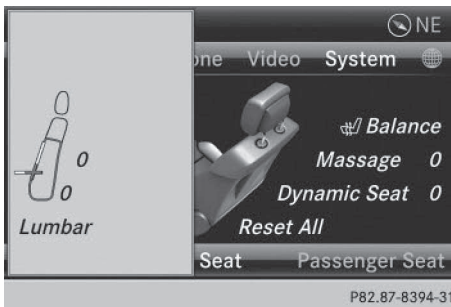 NE
one Video System
Balance
0 Massage 0
0 Dynamic Seat 0
Lumbar Reset All
Seat Passenger Seat
P82.87-8394-31